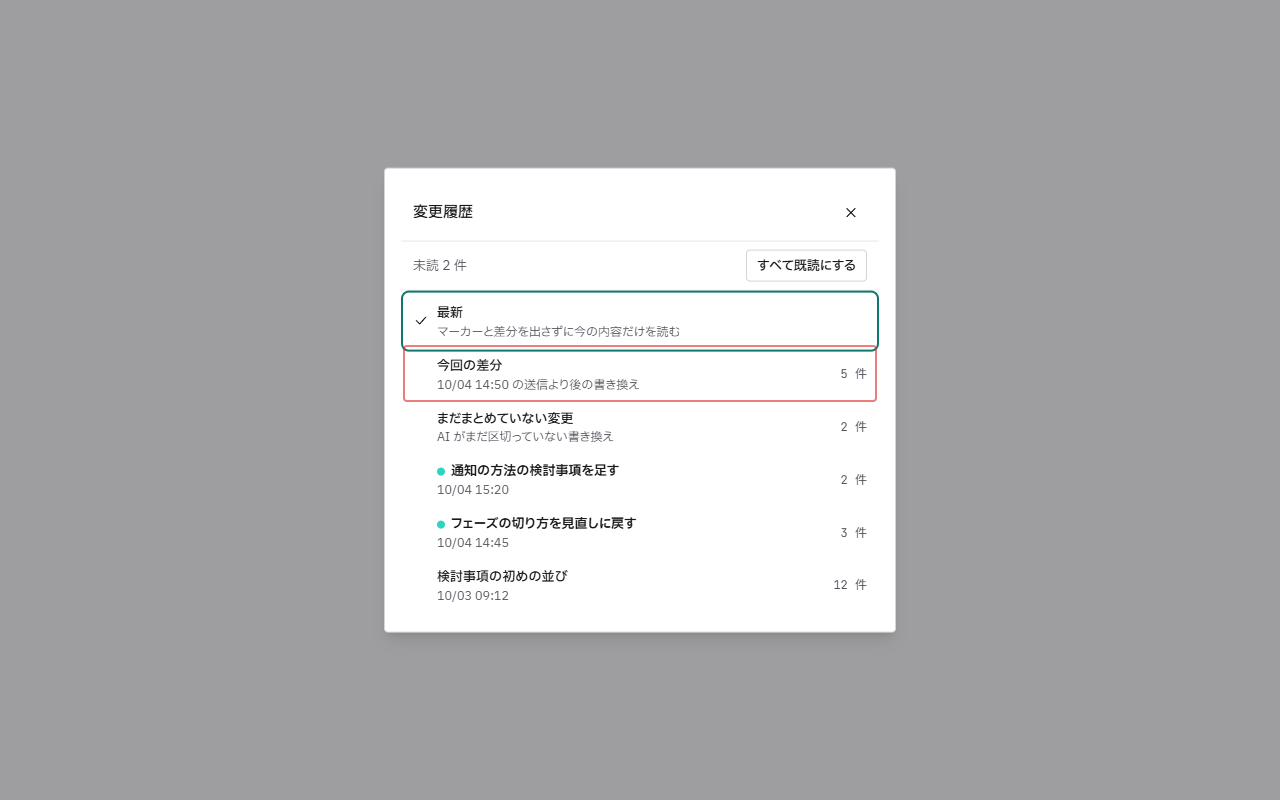 変更履歴
未読 2 件
すべて既読にする
最新
マーカーと差分を出さずに今の内容だけを読む
今回の差分
10/04 14:50 の送信より後の書き換え
5 件
まだまとめていない変更
AI がまだ区切っていない書き換え
2 件
通知の方法の検討事項を足す
10/04 15:20
2 件
フェーズの切り方を見直しに戻す
10/04 14:45
3 件
検討事項の初めの並び
10/03 09:12
12 件